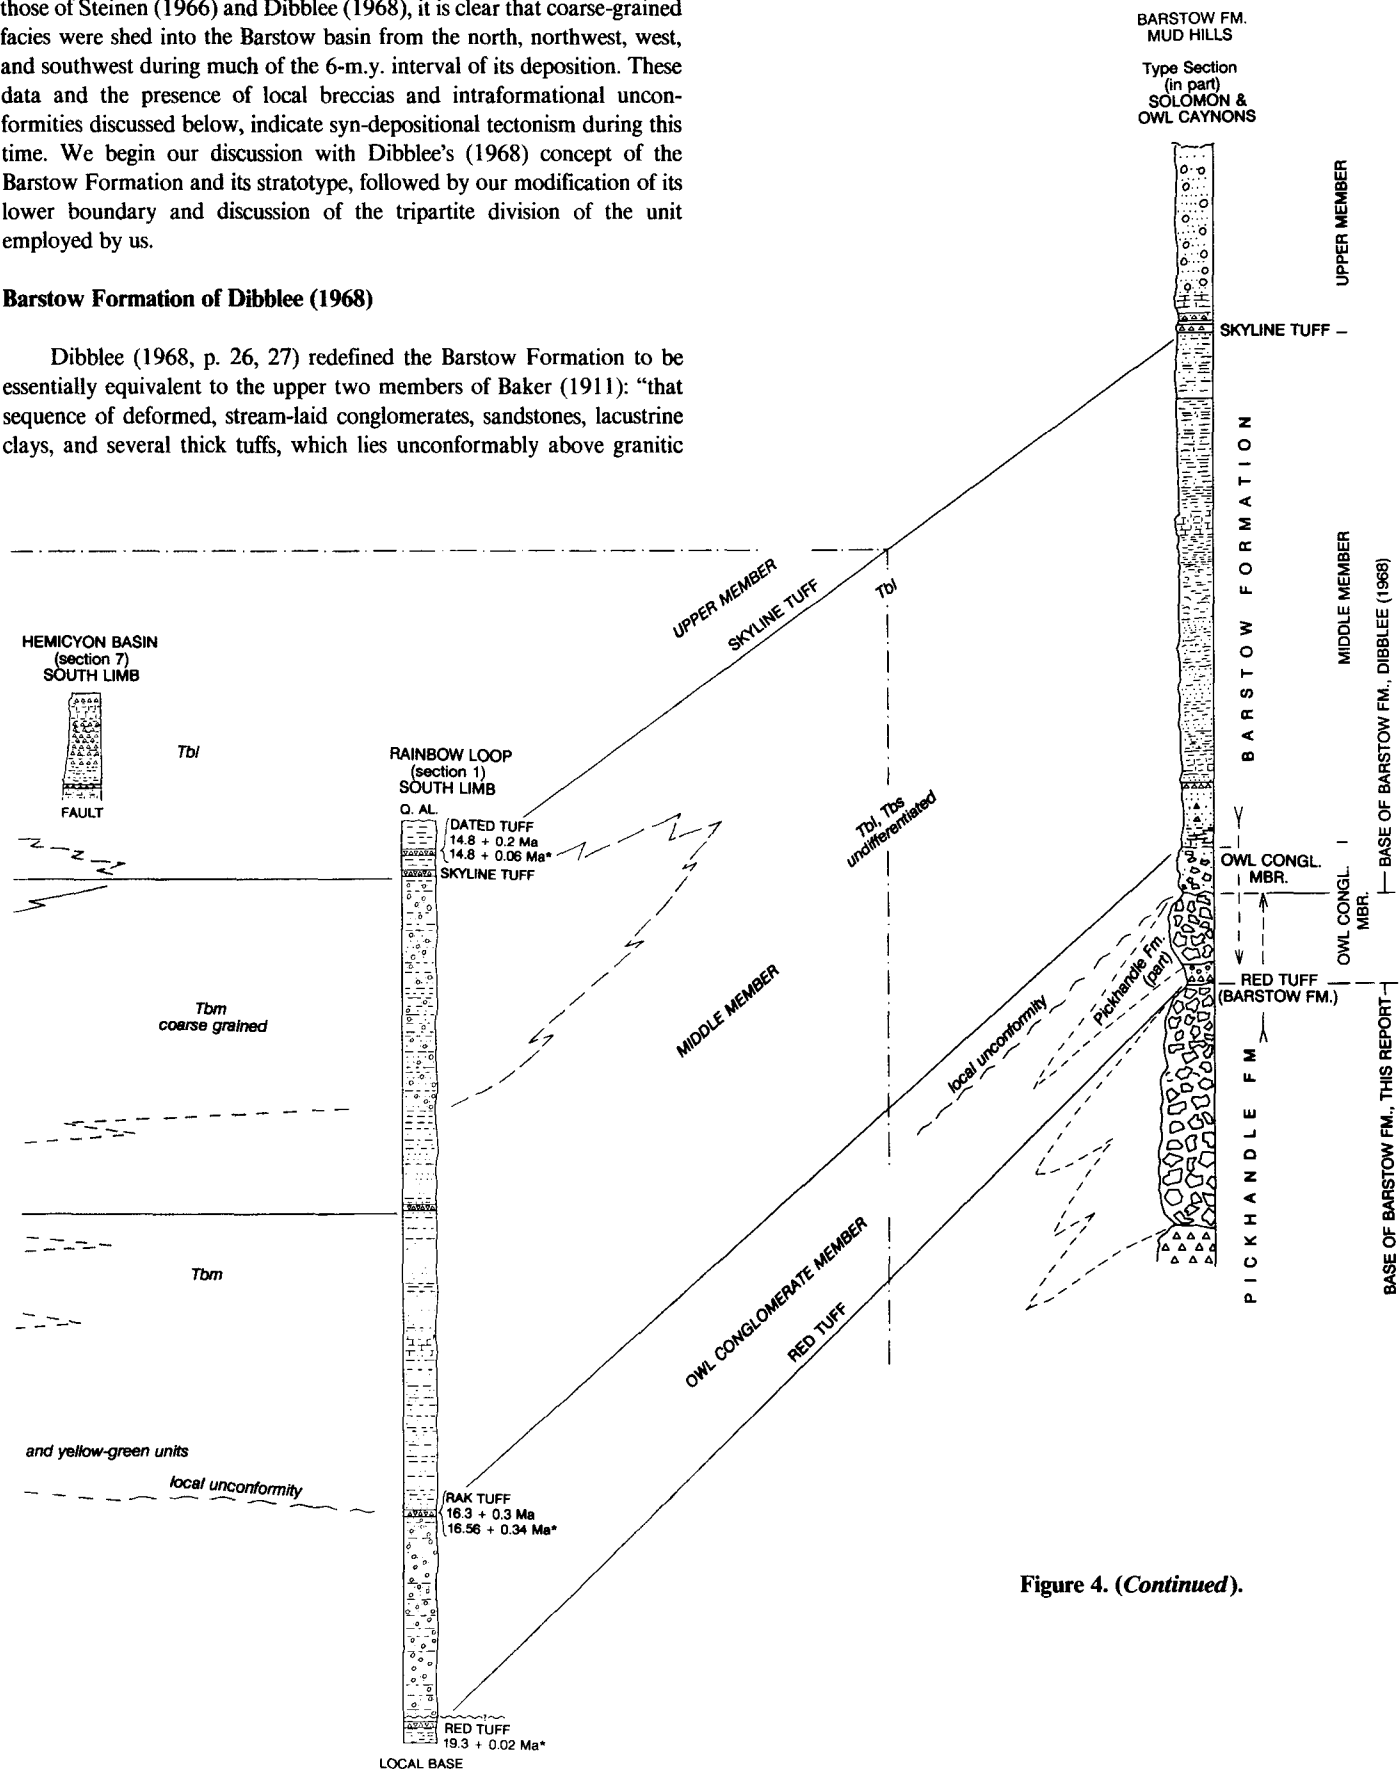 those of Steinen (1966) and Dibblee (1968), it is clear that coarse-grained
facies were shed into the Barstow basin from the north, northwest, west,
and southwest during much of the 6-m.y. interval of its deposition. These
data and the presence of local breccias and intraformational uncon-
formities discussed below, indicate syn-depositional tectonism during this
time. We begin our discussion with Dibblee's (1968) concept of the
Barstow Formation and its stratotype, followed by our modification of its
lower boundary and discussion of the tripartite division of the unit
employed by us.
Barstow Formation of Dibblee (1968)
Dibblee (1968, p. 26, 27) redefined the Barstow Formation to be
essentially equivalent to the upper two members of Baker (1911): “that
sequence of deformed, stream-laid conglomerates, sandstones, lacustrine
clays, and several thick tuffs, which lies unconformably above granitic
BARSTOW FM.
MUD HILLS
Type Section
(in part)
SOLOMON &
OWL CAYNONS
UPPER MEMBER
SKYLINE TUFF
BARSTOW FORMATION
MIDDLE MEMBER
BASE OF BARSTOW FM., DIBBLEE (1968)
OWL CONGL.
MBR.
OWL CONGL.
MBR.
RED TUFF
(BARSTOW FM.)
PICKHANDLE FM
BASE OF BARSTOW FM., THIS REPORT
UPPER MEMBER
SKYLINE TUFF
Tbl
HEMICYON BASIN
(section 7)
SOUTH LIMB
FAULT
Tbl
RAINBOW LOOP
(section 1)
SOUTH LIMB
Q. AL.
DATED TUFF
14.8 + 0.2 Ma
14.8 + 0.06 Ma*
SKYLINE TUFF
Tbl, Tbs
undifferentiated
Pickhandle Fm.
(part)
local unconformity
MIDDLE MEMBER
Tbm
coarse grained
OWL CONGLOMERATE MEMBER
RED TUFF
Tbm
and yellow-green units
local unconformity
RAK TUFF
16.3 + 0.3 Ma
16.56 + 0.34 Ma*
RED TUFF
19.3 + 0.02 Ma*
LOCAL BASE
Figure 4. (Continued).